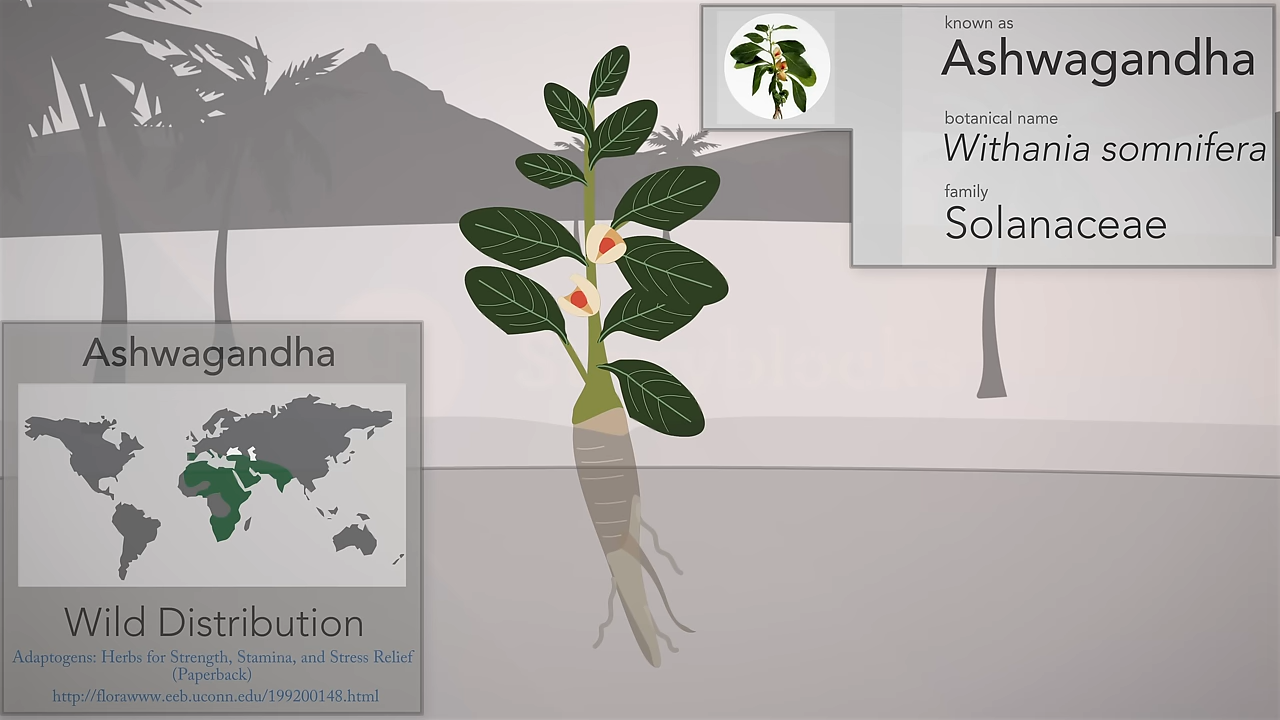 known as
Ashwagandha
botanical name
Withania somnifera
family
Solanaceae
Ashwagandha
Wild Distribution
Adaptogens: Herbs for Strength, Stamina, and Stress Relief
(Paperback)
http://florawww.eeb.uconn.edu/199200148.html